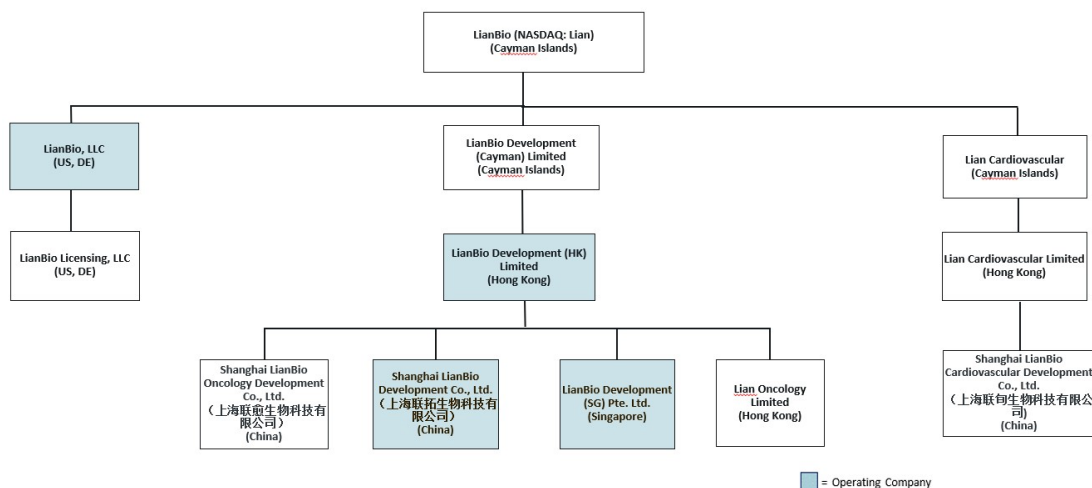 LianBio (NASDAQ: Lian)
(Cayman Islands)
LianBio, LLC
(US, DE)
LianBio Development
(Cayman) Limited
(Cayman Islands)
Lian Cardiovascular
(Cayman Islands)
LianBio Licensing, LLC
(US, DE)
LianBio Development (HK)
Limited
(Hong Kong)
Lian Cardiovascular Limited
(Hong Kong)
Shanghai LianBio
Oncology Development
Co., Ltd.
（上海联愈生物科技有
限公司）
(China)
Shanghai LianBio
Development Co., Ltd.
（上海联拓生物科技有
限公司）
(China)
LianBio Development
(SG) Pte. Ltd.
(Singapore)
Lian Oncology
Limited
(Hong Kong)
Shanghai LianBio
Cardiovascular Development
Co., Ltd.
（上海联旬生物科技有限公
司)
(China)
= Operating Company